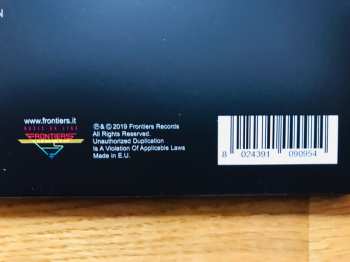 N
www.frontiers.it
FRONTIERS
℗ & © 2019 Frontiers Records
All Rights Reserved.
Unauthorized Duplication
Is A Violation Of Applicable Laws
Made in E.U.
8 024391 090954